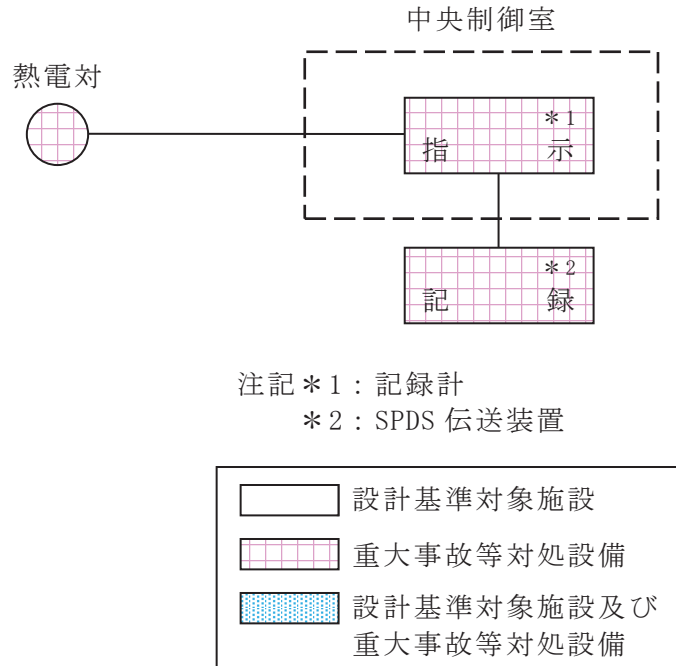 中央制御室
熱電対
＊1
指 示
＊2
記 録
注記＊1：記録計
＊2：SPDS 伝送装置
設計基準対象施設
重大事故等対処設備
設計基準対象施設及び
重大事故等対処設備